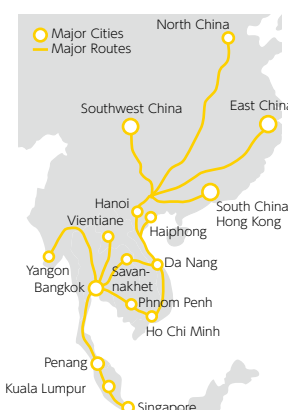 North China
Major Cities
Major Routes
Southwest China
East China
South China
Hong Kong
Hanoi
Haiphong
Vientiane
Yangon
Savan-
nakhet
Da Nang
Bangkok
Phnom Penh
Ho Chi Minh
Penang
Kuala Lumpur
Singapore